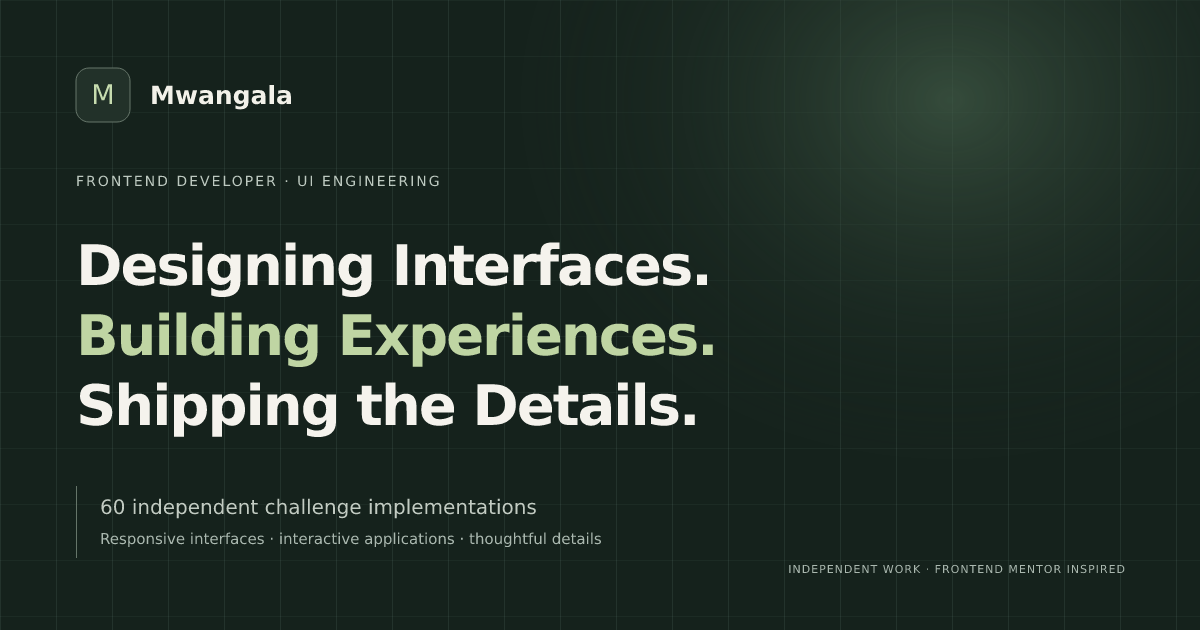 M
Mwangala
FRONTEND DEVELOPER · UI ENGINEERING
Designing Interfaces.
Building Experiences.
Shipping the Details.
60 independent challenge implementations
Responsive interfaces · interactive applications · thoughtful details
INDEPENDENT WORK · FRONTEND MENTOR INSPIRED